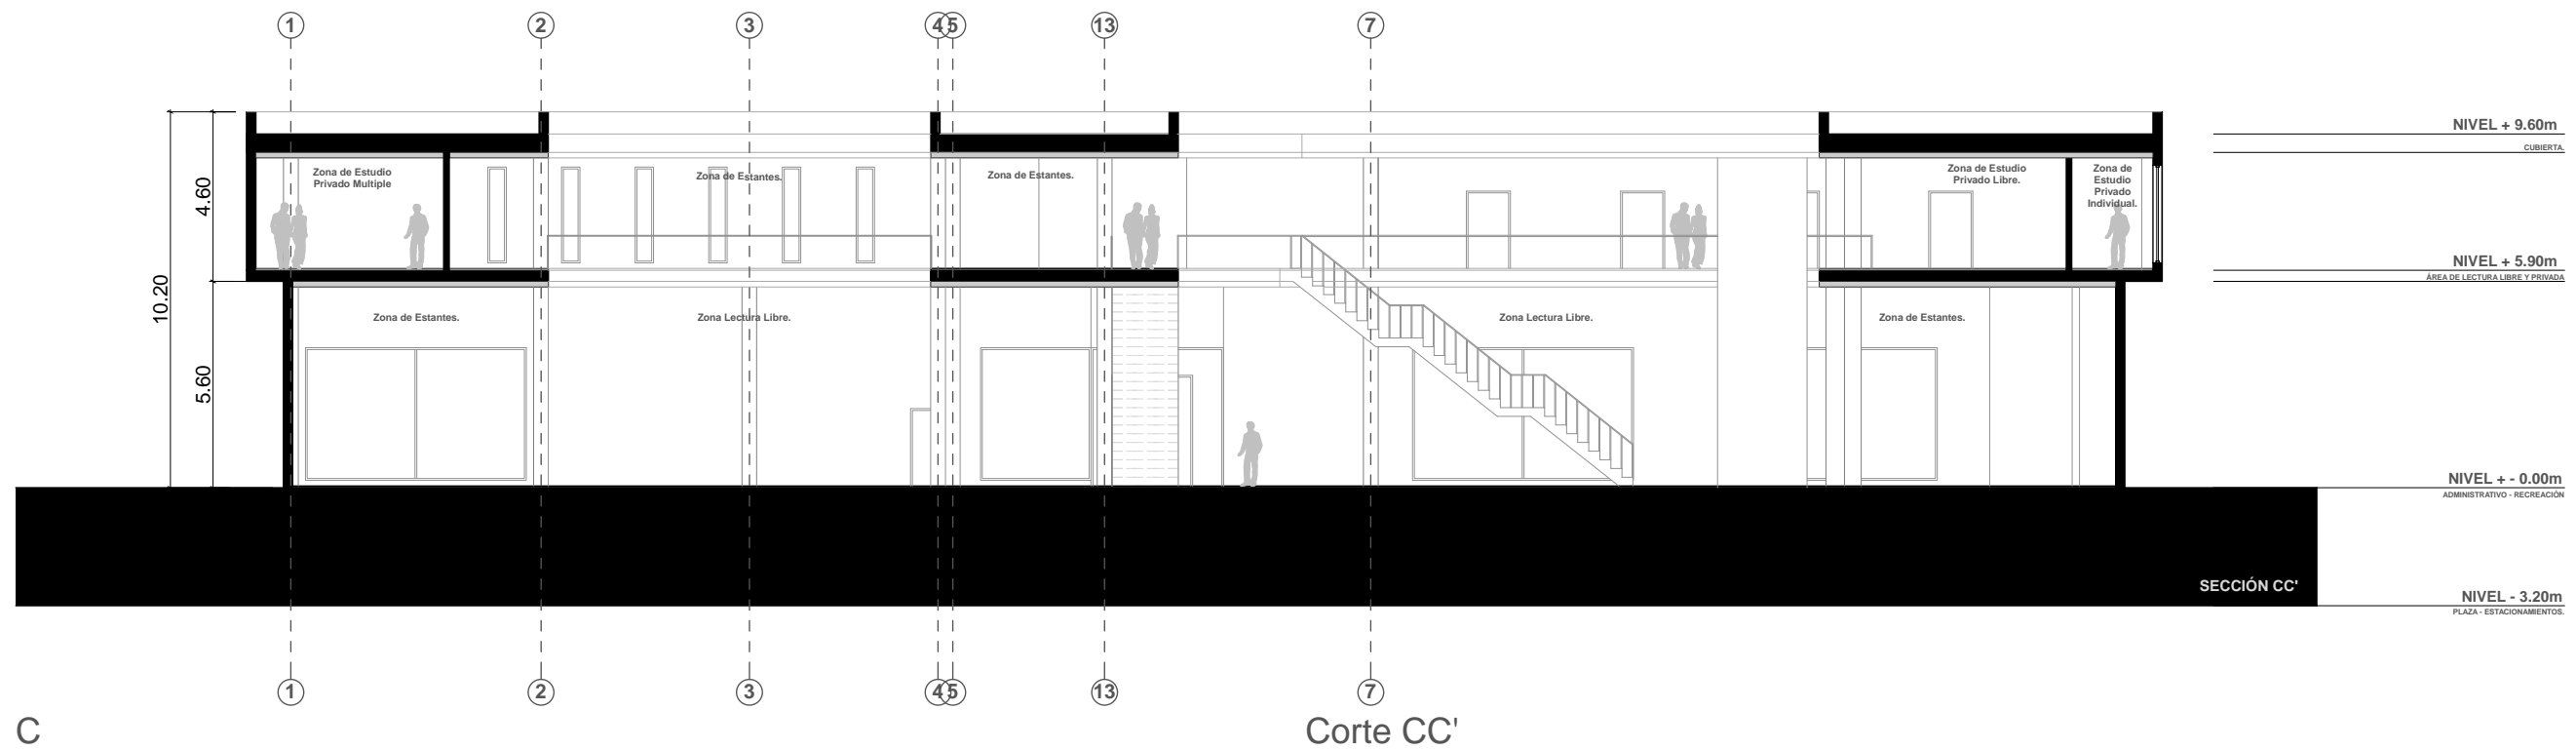 1 2 3 4 5 13 7
NIVEL + 9.60m
CUBIERTA.
Zona de Estudio
Privado Multiple
Zona de Estantes.
Zona de Estantes.
Zona de Estudio
Privado Libre.
Zona de
Estudio
Privado
Individual.
4.60
NIVEL + 5.90m
ÁREA DE LECTURA LIBRE Y PRIVADA
10.20
Zona de Estantes.
Zona Lectura Libre.
Zona Lectura Libre.
Zona de Estantes.
5.60
NIVEL + - 0.00m
ADMINISTRATIVO - RECREACIÓN
SECCIÓN CC'
NIVEL - 3.20m
PLAZA - ESTACIONAMIENTOS.
1 2 3 4 5 13 7
C
Corte CC'